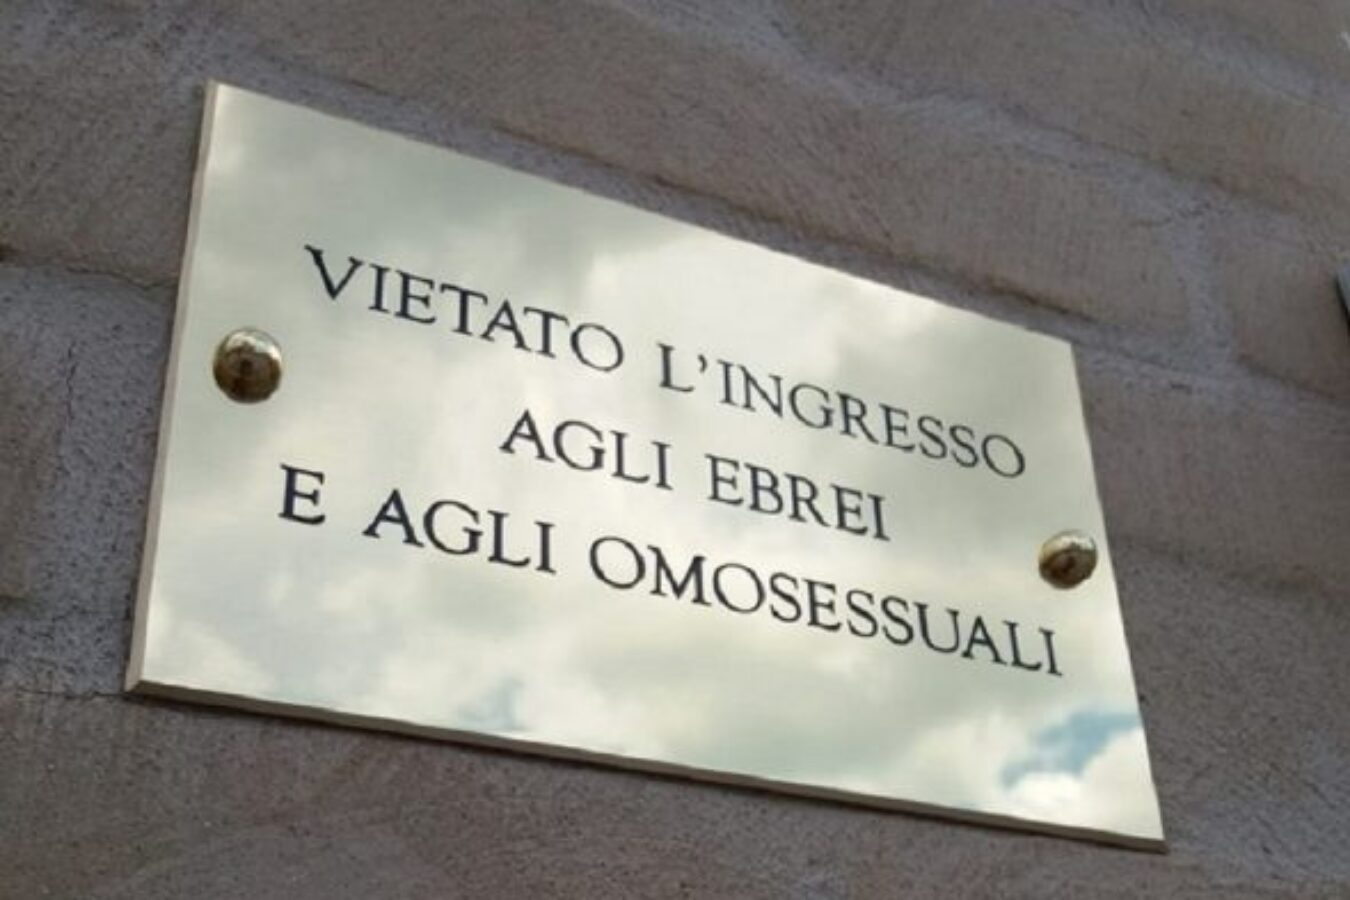 VIETATO L'INGRESSO
AGLI EBREI
E AGLI OMOSESSUALI